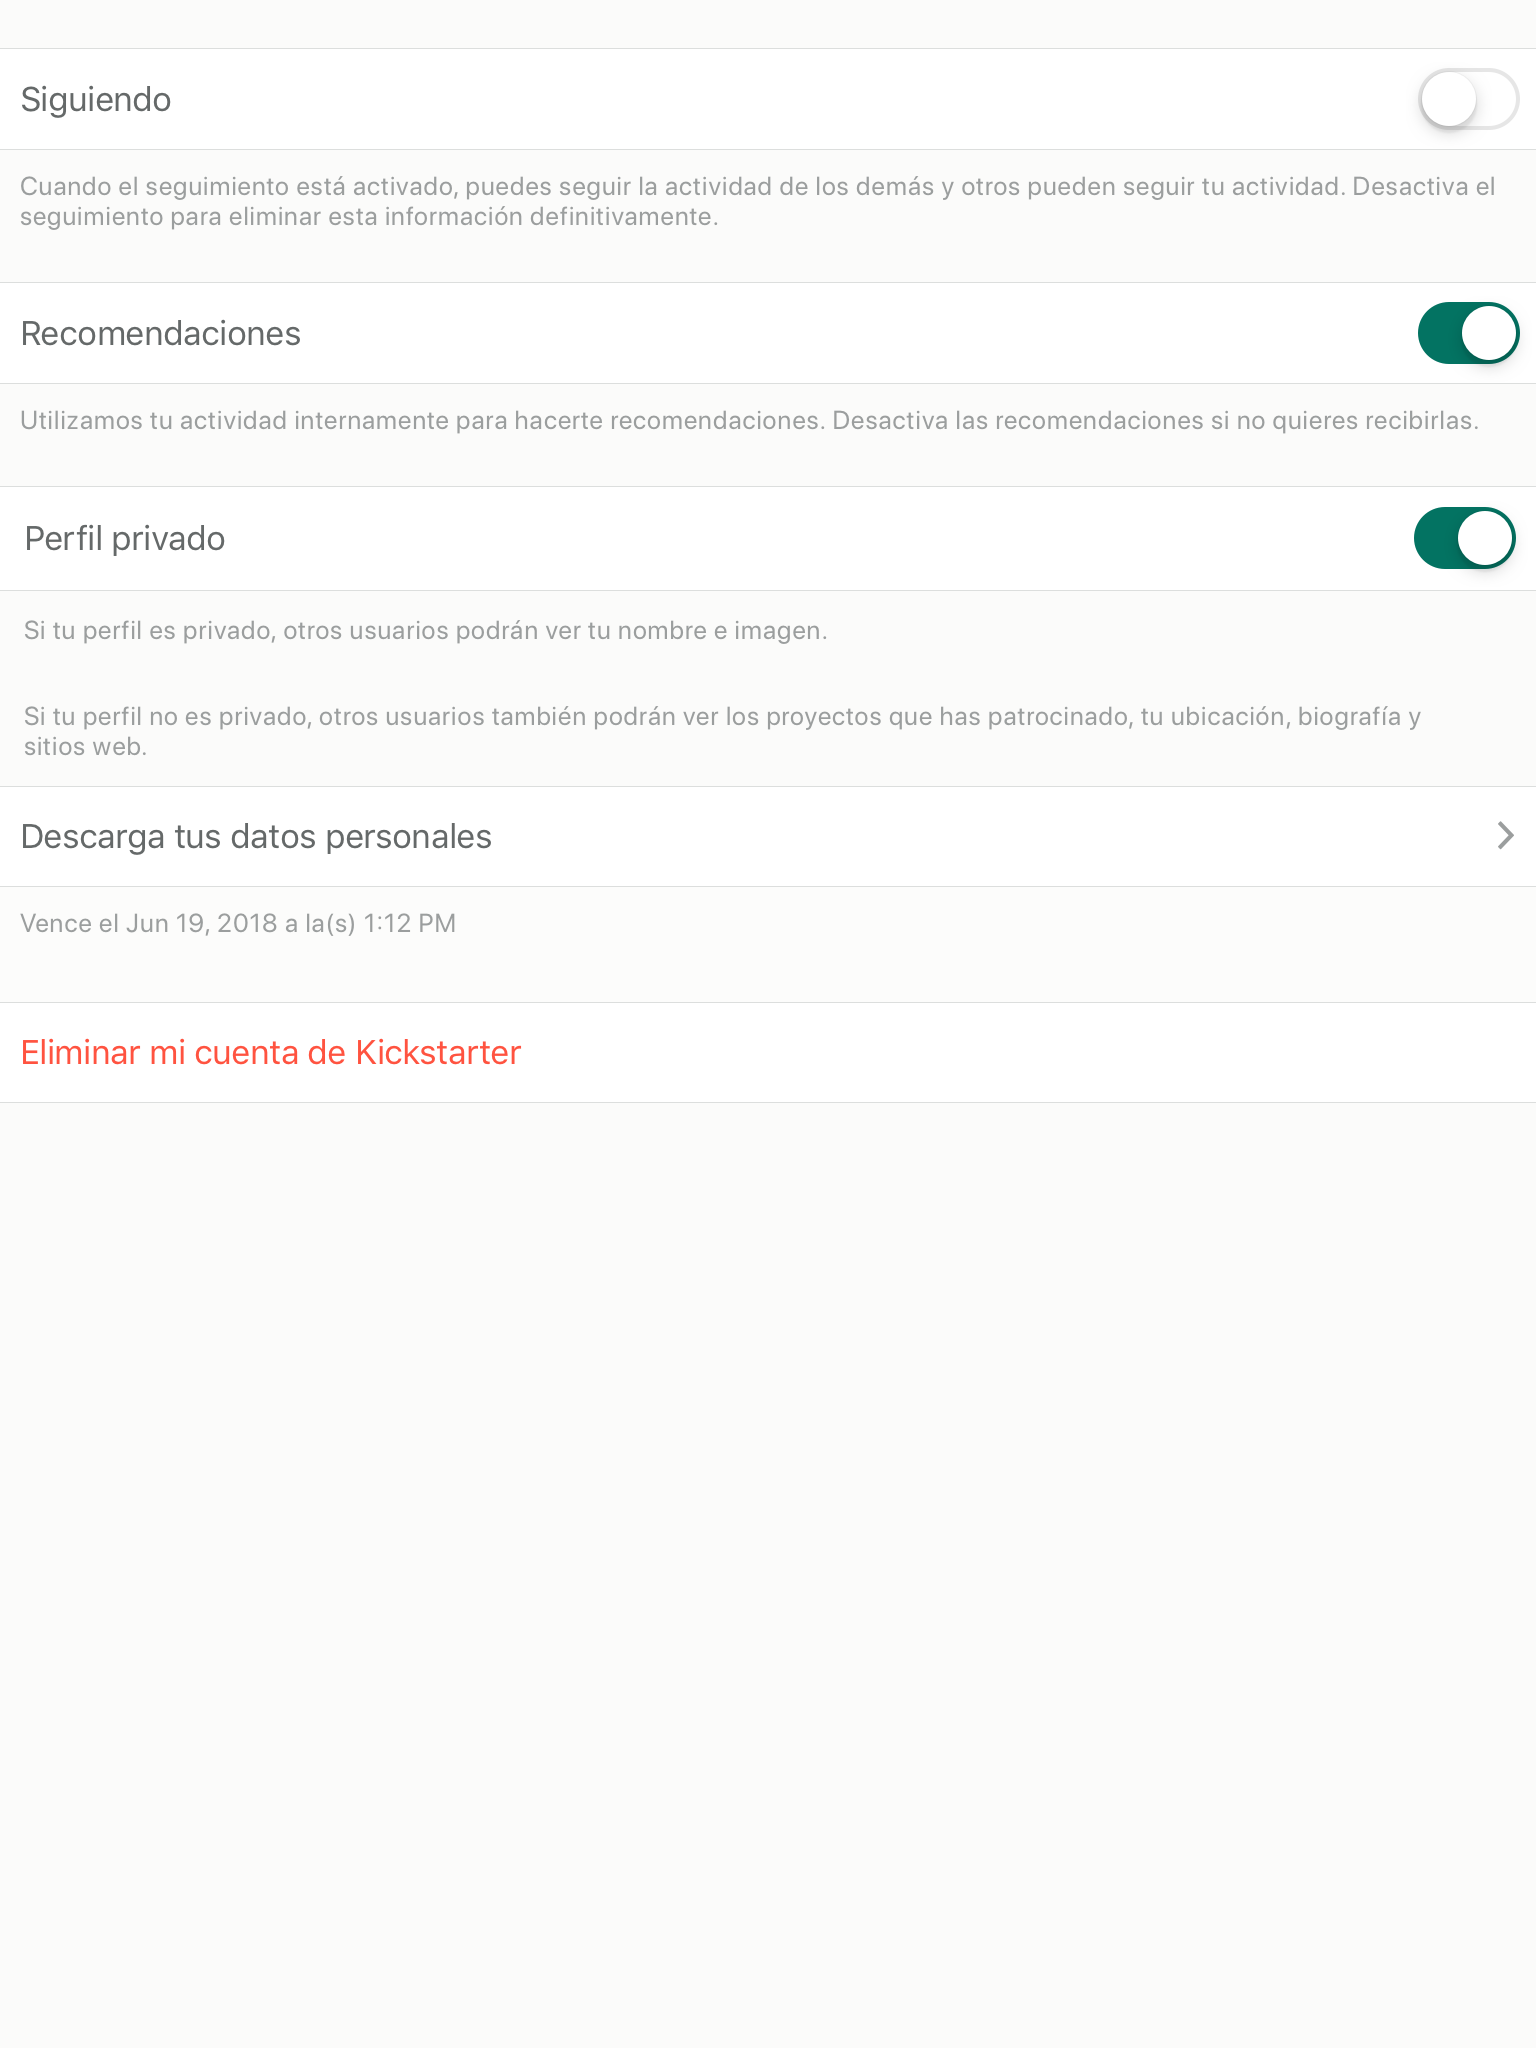 Siguiendo
Cuando el seguimiento está activado, puedes seguir la actividad de los demás y otros pueden seguir tu actividad. Desactiva el
seguimiento para eliminar esta información definitivamente.
Recomendaciones
Utilizamos tu actividad internamente para hacerte recomendaciones. Desactiva las recomendaciones si no quieres recibirlas.
Perfil privado
Si tu perfil es privado, otros usuarios podrán ver tu nombre e imagen.
Si tu perfil no es privado, otros usuarios también podrán ver los proyectos que has patrocinado, tu ubicación, biografía y
sitios web.
Descarga tus datos personales
Vence el Jun 19, 2018 a la(s) 1:12 PM
Eliminar mi cuenta de Kickstarter